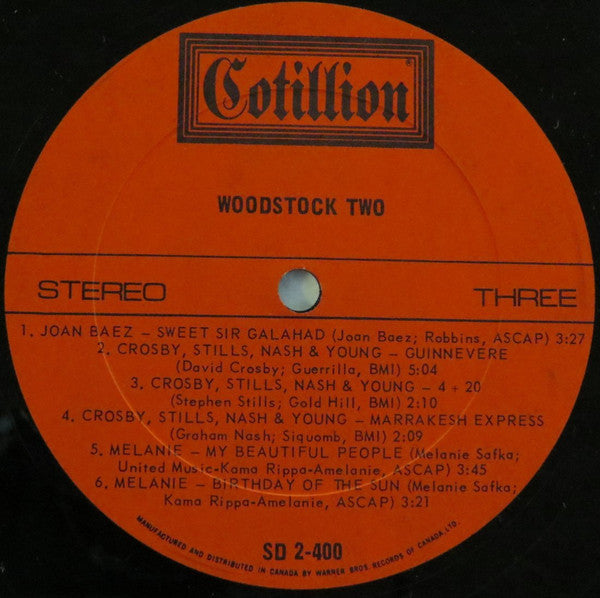 Cotillion®
WOODSTOCK TWO
STEREO THREE
1. JOAN BAEZ – SWEET SIR GALAHAD (Joan Baez; Robbins, ASCAP) 3:27
2. CROSBY, STILLS, NASH & YOUNG – GUINNEVERE
(David Crosby; Guerrilla, BMI) 5:04
3. CROSBY, STILLS, NASH & YOUNG – 4 + 20
(Stephen Stills; Gold Hill, BMI) 2:10
4. CROSBY, STILLS, NASH & YOUNG – MARRAKESH EXPRESS
(Graham Nash; Siquomb, BMI) 2:09
5. MELANIE – MY BEAUTIFUL PEOPLE (Melanie Safka;
United Music-Kama Rippa-Amelanie, ASCAP) 3:45
6. MELANIE – BIRTHDAY OF THE SUN (Melanie Safka;
Kama Rippa-Amelanie, ASCAP) 3:21
SD 2-400
MANUFACTURED AND DISTRIBUTED IN CANADA BY WARNER BROS. RECORDS OF CANADA, LTD.